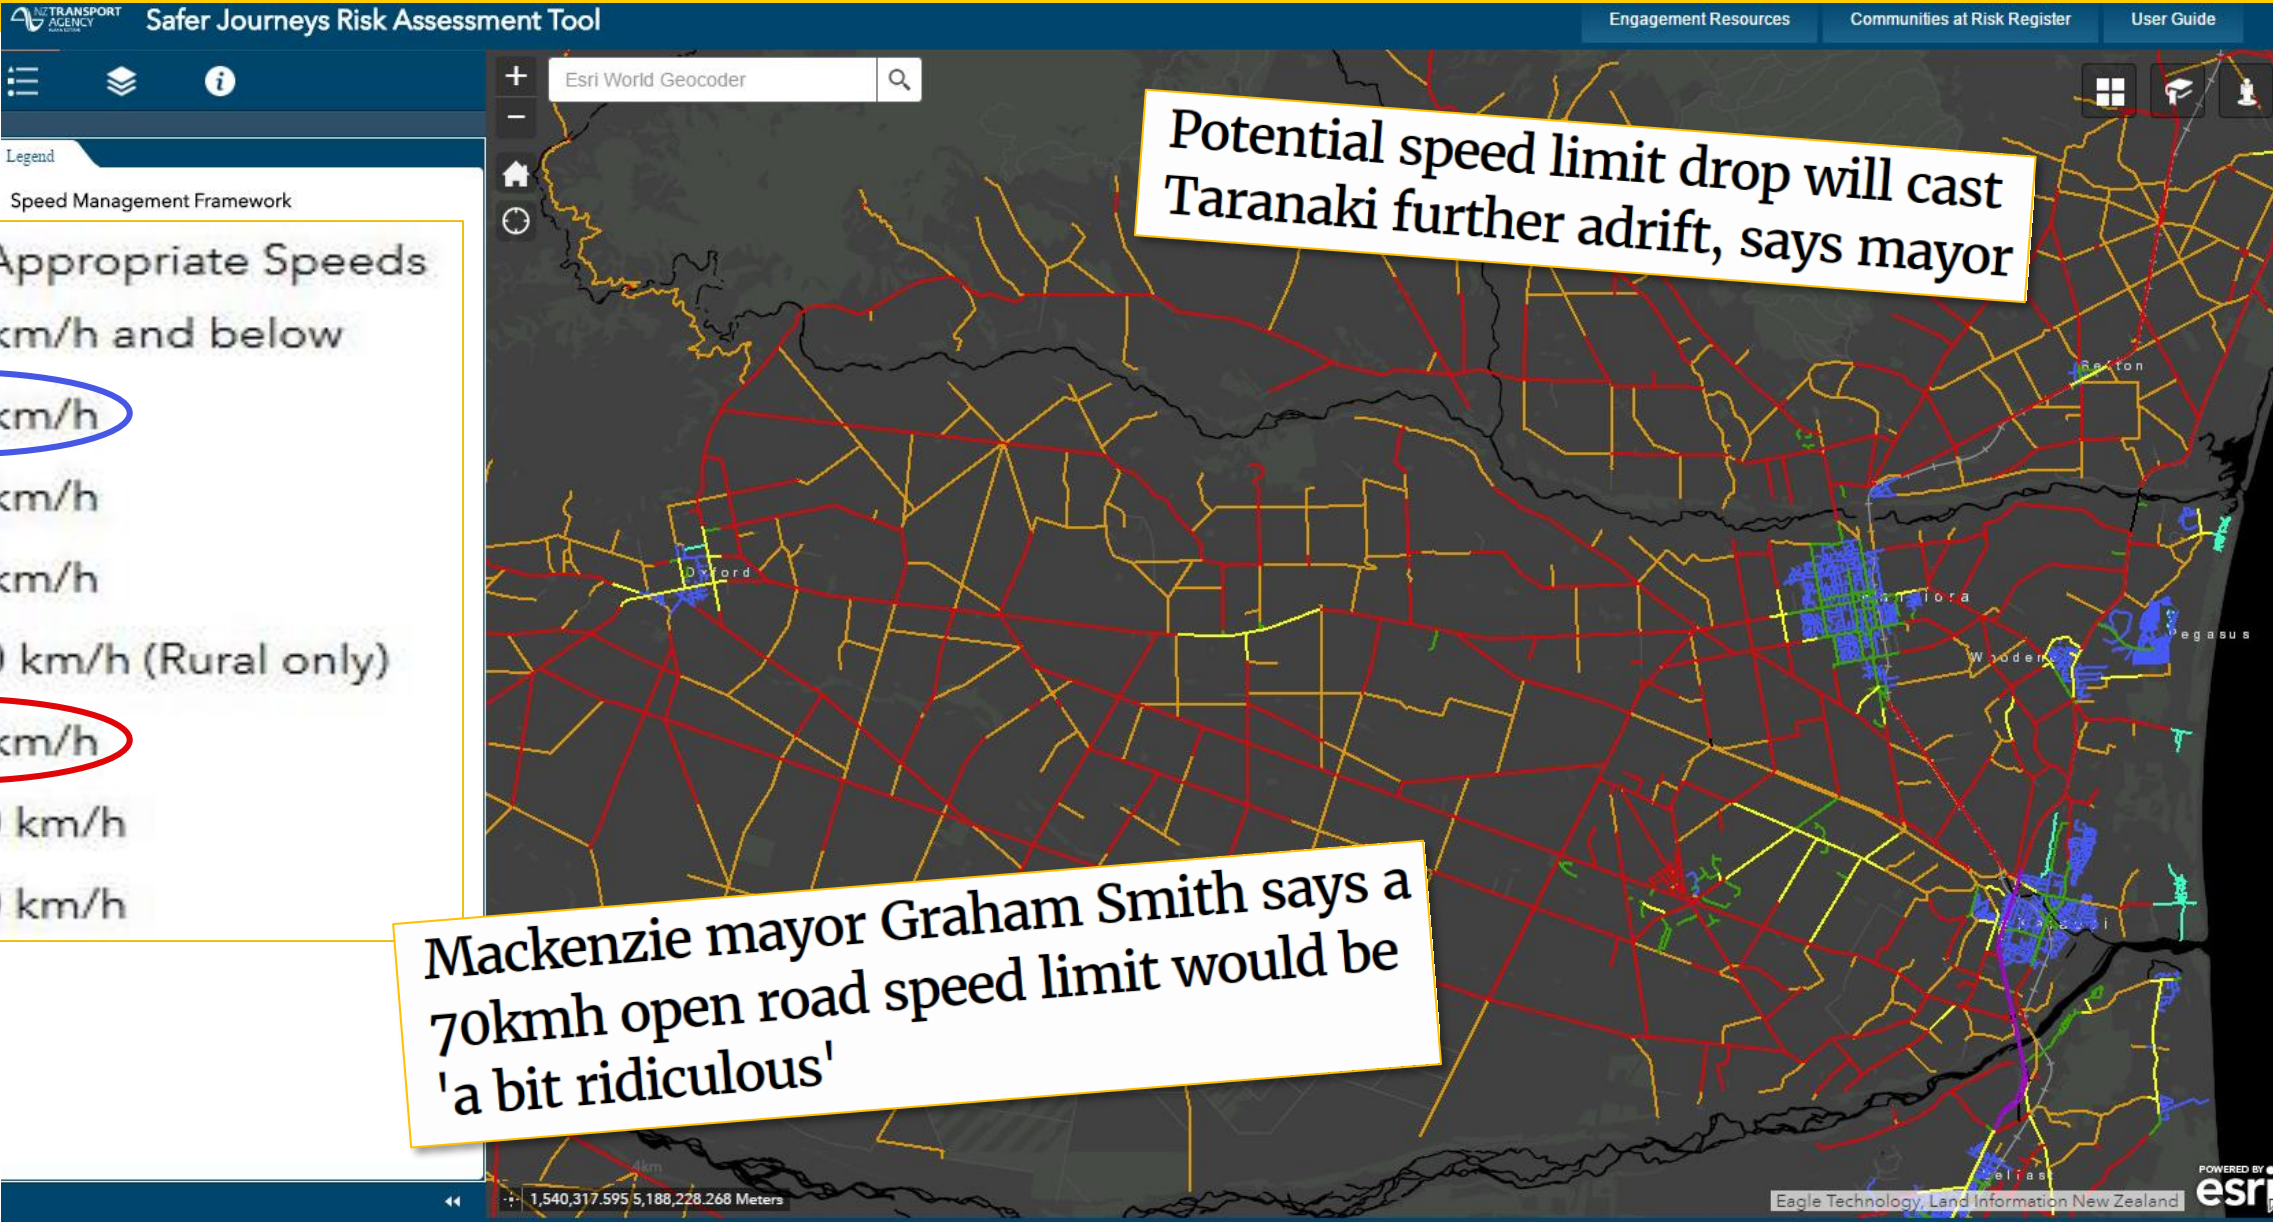 NZ TRANSPORT
AGENCY
Safer Journeys Risk Assessment Tool
Engagement Resources
Communities at Risk Register
User Guide
Esri World Geocoder
Legend
Speed Management Framework
Appropriate Speeds
km/h and below
km/h
km/h
km/h
km/h (Rural only)
km/h
km/h
km/h
Potential speed limit drop will cast
Taranaki further adrift, says mayor
Sefton
Oxford
Pegasus
Mackenzie mayor Graham Smith says a
70kmh open road speed limit would be
'a bit ridiculous'
4km
1,540,317.595 5,188,228.268 Meters
Eagle Technology, Land Information New Zealand
POWERED BY
esri